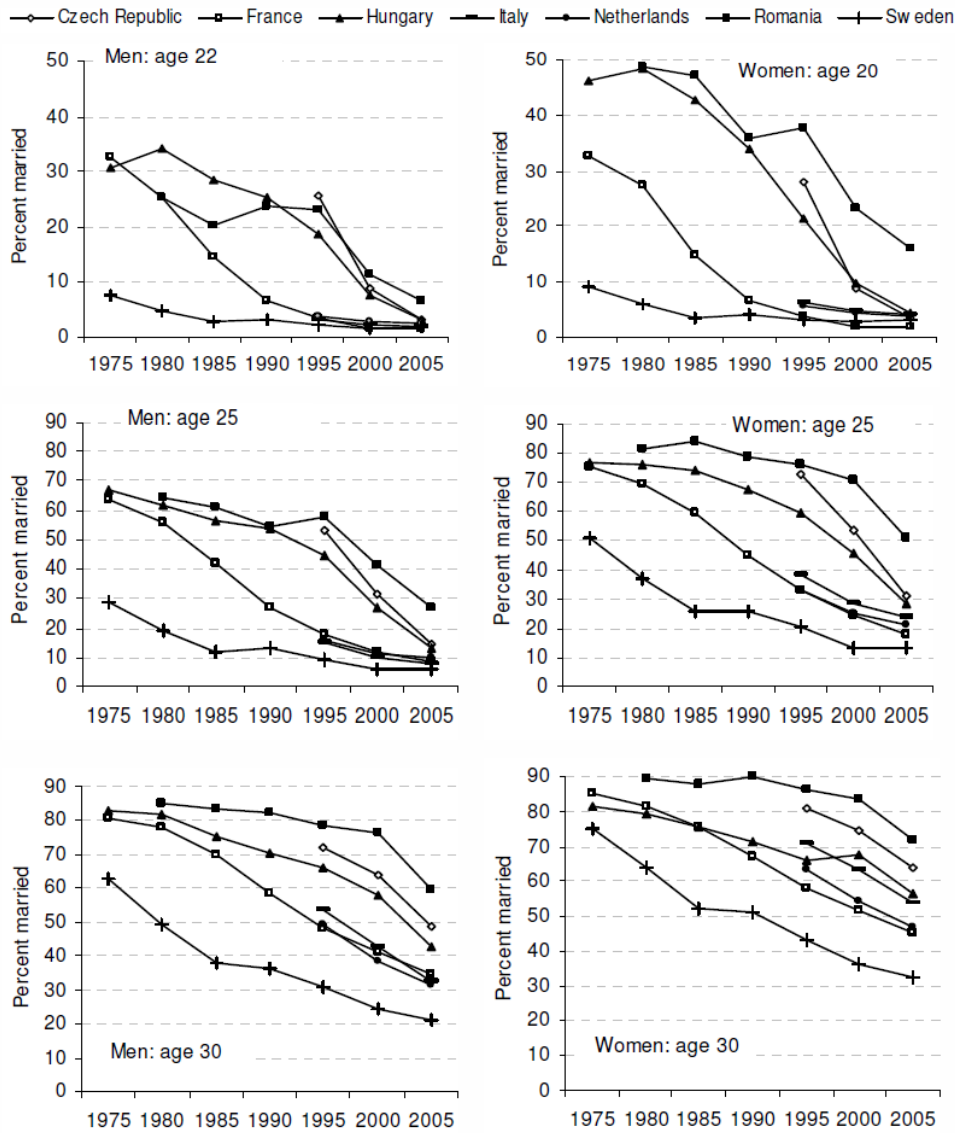 Czech Republic France Hungary Italy Netherlands Romania Sweden
Men: age 22
Percent married
50
40
30
20
10
0
1975 1980 1985 1990 1995 2000 2005
Women: age 20
Percent married
50
40
30
20
10
0
1975 1980 1985 1990 1995 2000 2005
Men: age 25
Percent married
90
80
70
60
50
40
30
20
10
0
1975 1980 1985 1990 1995 2000 2005
Women: age 25
Percent married
90
80
70
60
50
40
30
20
10
0
1975 1980 1985 1990 1995 2000 2005
Men: age 30
Percent married
90
80
70
60
50
40
30
20
10
0
1975 1980 1985 1990 1995 2000 2005
Women: age 30
Percent married
90
80
70
60
50
40
30
20
10
0
1975 1980 1985 1990 1995 2000 2005